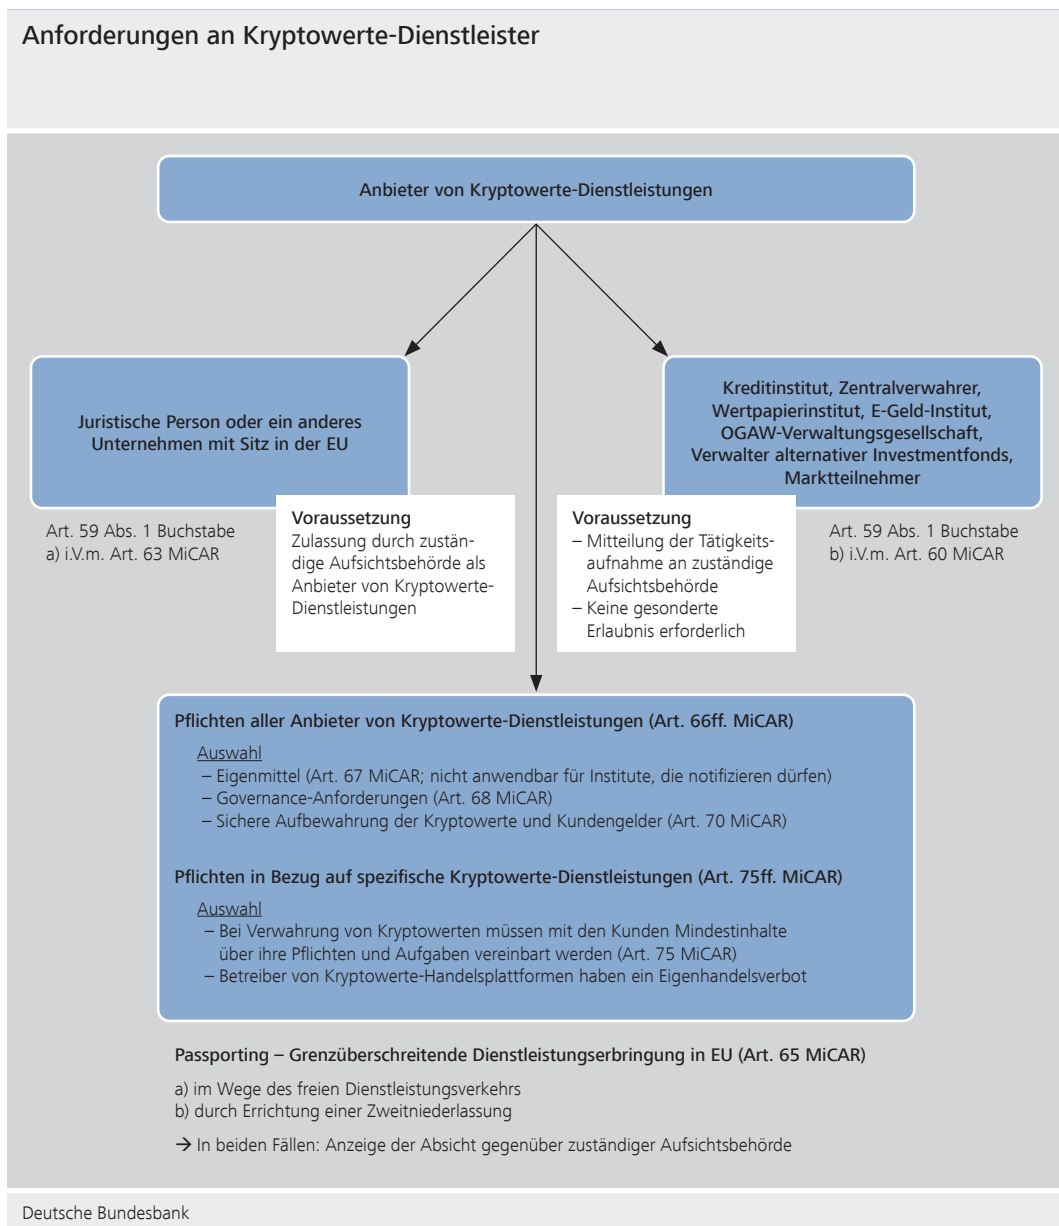 Anforderungen an Kryptowerte-Dienstleister
Anbieter von Kryptowerte-Dienstleistungen
Juristische Person oder ein anderes
Unternehmen mit Sitz in der EU
Kreditinstitut, Zentralverwahrer,
Wertpapierinstitut, E-Geld-Institut,
OGAW-Verwaltungsgesellschaft,
Verwalter alternativer Investmentfonds,
Marktteilnehmer
Art. 59 Abs. 1 Buchstabe
a) i.V.m. Art. 63 MiCAR
Voraussetzung
Zulassung durch zustän-
dige Aufsichtsbehörde als
Anbieter von Kryptowerte-
Dienstleistungen
Voraussetzung
– Mitteilung der Tätigkeits-
aufnahme an zuständige
Aufsichtsbehörde
– Keine gesonderte
Erlaubnis erforderlich
Art. 59 Abs. 1 Buchstabe
b) i.V.m. Art. 60 MiCAR
Pflichten aller Anbieter von Kryptowerte-Dienstleistungen (Art. 66ff. MiCAR)
Auswahl
– Eigenmittel (Art. 67 MiCAR; nicht anwendbar für Institute, die notifizieren dürfen)
– Governance-Anforderungen (Art. 68 MiCAR)
– Sichere Aufbewahrung der Kryptowerte und Kundengelder (Art. 70 MiCAR)
Pflichten in Bezug auf spezifische Kryptowerte-Dienstleistungen (Art. 75ff. MiCAR)
Auswahl
– Bei Verwahrung von Kryptowerten müssen mit den Kunden Mindestinhalte
über ihre Pflichten und Aufgaben vereinbart werden (Art. 75 MiCAR)
– Betreiber von Kryptowerte-Handelsplattformen haben ein Eigenhandelsverbot
Passporting – Grenzüberschreitende Dienstleistungserbringung in EU (Art. 65 MiCAR)
a) im Wege des freien Dienstleistungsverkehrs
b) durch Errichtung einer Zweitniederlassung
→ In beiden Fällen: Anzeige der Absicht gegenüber zuständiger Aufsichtsbehörde
Deutsche Bundesbank